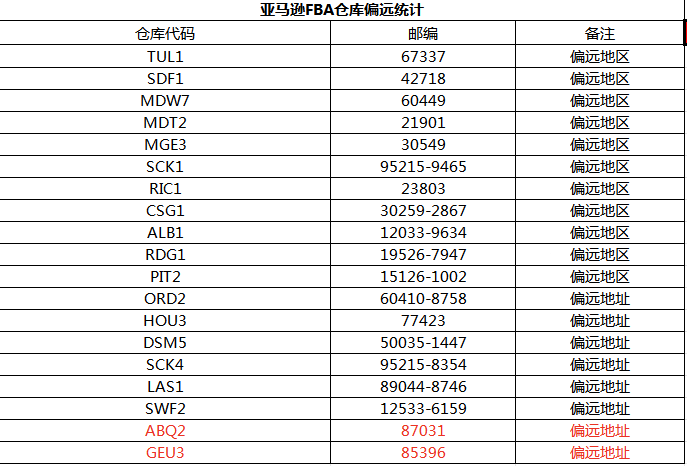 亚马逊FBA仓库偏远统计
仓库代码 邮编 备注
TUL1 67337 偏远地区
SDF1 42718 偏远地区
MDW7 60449 偏远地区
MDT2 21901 偏远地区
MGE3 30549 偏远地区
SCK1 95215-9465 偏远地区
RIC1 23803 偏远地区
CSG1 30259-2867 偏远地区
ALB1 12033-9634 偏远地区
RDG1 19526-7947 偏远地区
PIT2 15126-1002 偏远地区
ORD2 60410-8758 偏远地址
HOU3 77423 偏远地址
DSM5 50035-1447 偏远地址
SCK4 95215-8354 偏远地址
LAS1 89044-8746 偏远地址
SWF2 12533-6159 偏远地址
ABQ2 87031 偏远地址
GEU3 85396 偏远地址